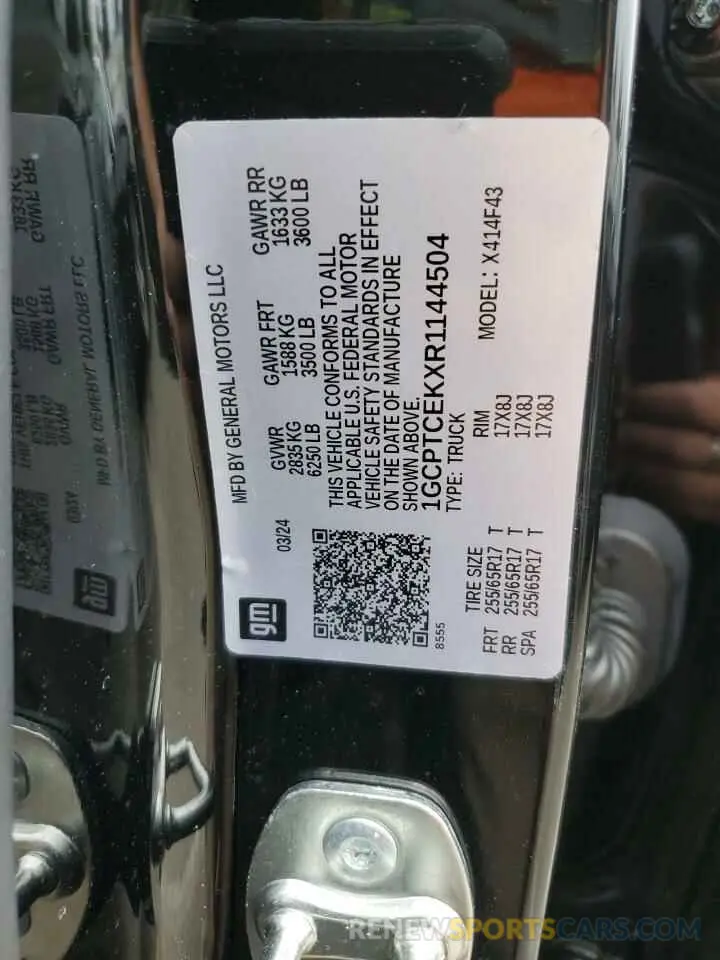 MFD BY GENERAL MOTORS LLC
03/24
GVWR GAWR FRT GAWR RR
2835KG 1588 KG 1633 KG
6250 LB 3500 LB 3600 LB
THIS VEHICLE CONFORMS TO ALL
APPLICABLE U.S. FEDERAL MOTOR
VEHICLE SAFETY STANDARDS IN EFFECT
ON THE DATE OF MANUFACTURE
SHOWN ABOVE.
1GCPTCEKXR1144504
TYPE: TRUCK MODEL: X414F43
gm
8555
TIRE SIZE RIM
FRT 255/65R17 T 17X8J
RR 255/65R17 T 17X8J
SPA 255/65R17 T 17X8J
RENEWSPORTSCARS.COM